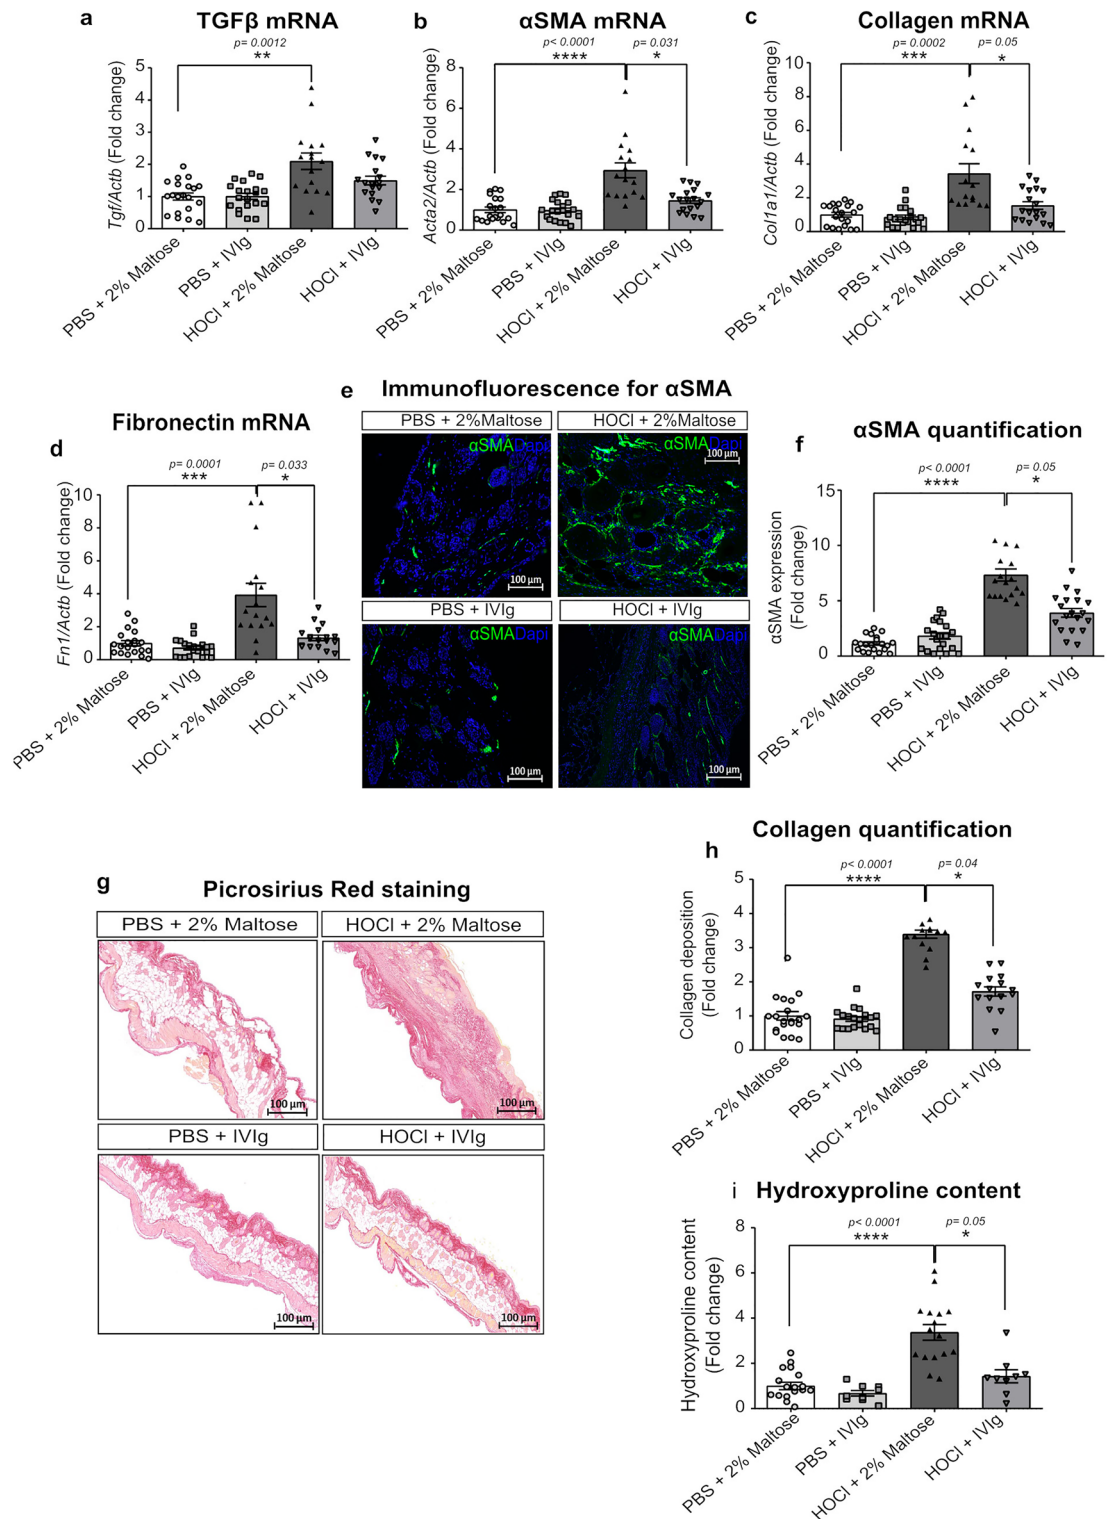 a
TGFβ mRNA
p= 0.0012
**
Tgf/Actb (Fold change)
5
4
3
2
1
0
PBS + 2% Maltose
PBS + IVIg
HOCl + 2% Maltose
HOCl + IVIg
b
αSMA mRNA
p< 0.0001
p= 0.031
****
*
Acta2/Actb (Fold change)
8
6
4
2
0
PBS + 2% Maltose
PBS + IVIg
HOCl + 2% Maltose
HOCl + IVIg
c
Collagen mRNA
p= 0.0002
p= 0.05
***
*
Col1a1/Actb (Fold change)
10
8
6
4
2
0
PBS + 2% Maltose
PBS + IVIg
HOCl + 2% Maltose
HOCl + IVIg
d
Fibronectin mRNA
p= 0.0001
p= 0.033
***
*
Fn1/Actb (Fold change)
10
8
6
4
2
0
PBS + 2% Maltose
PBS + IVIg
HOCl + 2% Maltose
HOCl + IVIg
e
Immunofluorescence for αSMA
PBS + 2%Maltose
HOCl + 2%Maltose
αSMADapi
100 µm
αSMADapi
100 µm
PBS + IVIg
HOCl + IVIg
αSMADapi
100 µm
αSMADapi
100 µm
f
αSMA quantification
p< 0.0001
p= 0.05
****
*
αSMA expression
(Fold change)
15
10
5
0
PBS + 2% Maltose
PBS + IVIg
HOCl + 2% Maltose
HOCl + IVIg
g
Picrosirius Red staining
PBS + 2% Maltose
HOCl + 2% Maltose
100 µm
100 µm
PBS + IVIg
HOCl + IVIg
100 µm
100 µm
h
Collagen quantification
p< 0.0001
p= 0.04
****
*
Collagen deposition
(Fold change)
5
4
3
2
1
0
PBS + 2% Maltose
PBS + IVIg
HOCl + 2% Maltose
HOCl + IVIg
i
Hydroxyproline content
p< 0.0001
p= 0.05
****
*
Hydroxyproline content
(Fold change)
8
6
4
2
0
PBS + 2% Maltose
PBS + IVIg
HOCl + 2% Maltose
HOCl + IVIg